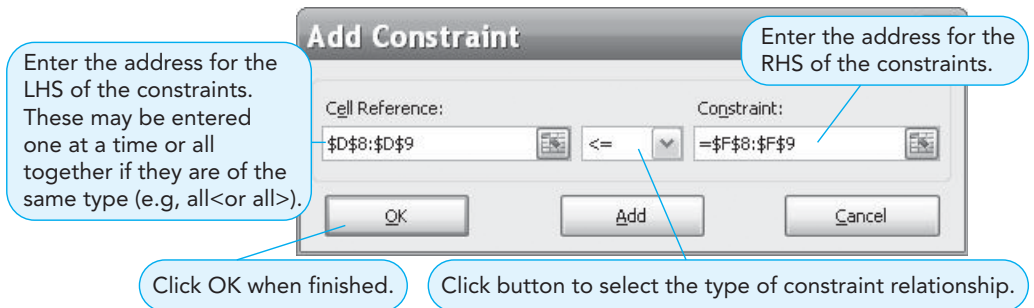 Add Constraint
Enter the address for the
LHS of the constraints.
These may be entered
one at a time or all
together if they are of the
same type (e.g, all<or all>).
Enter the address for the
RHS of the constraints.
Cell Reference:
Constraint:
$D$8:$D$9
<=
=$F$8:$F$9
OK
Add
Cancel
Click OK when finished.
Click button to select the type of constraint relationship.